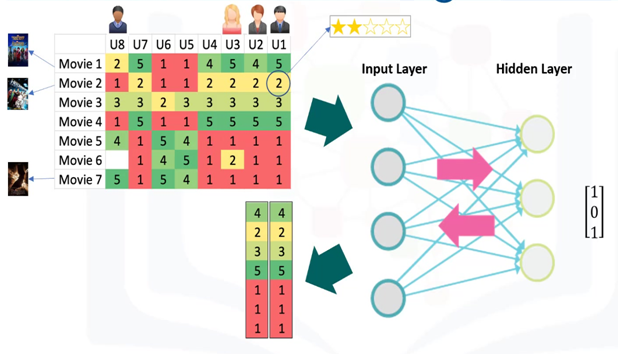 U8 U7 U6 U5 U4 U3 U2 U1
Movie 1 2 5 1 1 4 5 4 5
Movie 2 1 2 1 1 2 2 2 2
Movie 3 3 3 2 3 3 3 3 3
Movie 4 1 5 1 1 5 5 5 5
Movie 5 4 1 5 4 1 1 1 1
Movie 6 1 4 5 1 2 1 1
Movie 7 5 1 5 4 1 1 1 1
Input Layer
Hidden Layer
1
0
1
4 4
2 2
3 3
5 5
1 1
1 1
1 1